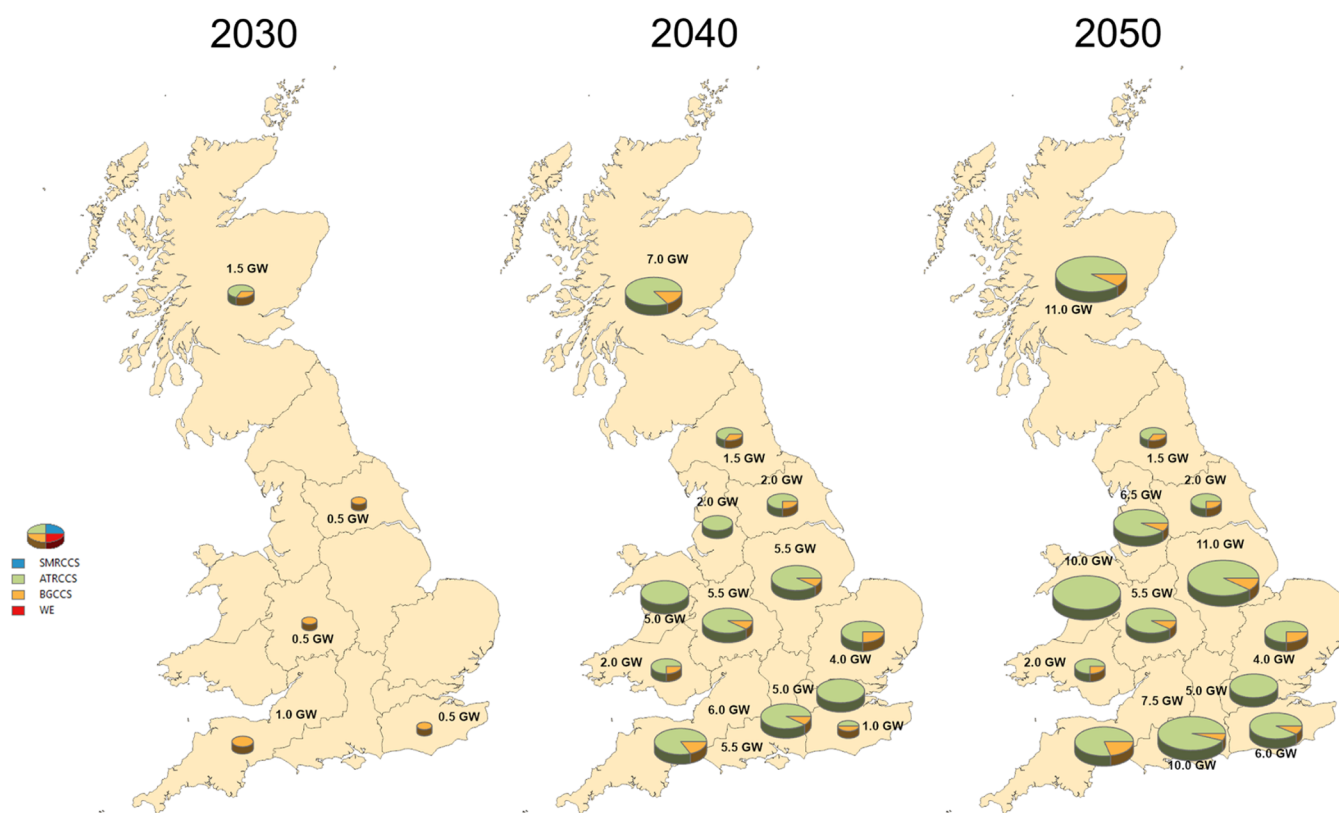 2030
2040
2050
1.5 GW
7.0 GW
11.0 GW
1.5 GW
1.5 GW
2.0 GW
2.0 GW
6.5 GW
2.0 GW
0.5 GW
5.5 GW
11.0 GW
SMRCCS
ATRCCS
BGCCS
WE
10.0 GW
5.5 GW
5.5 GW
5.0 GW
0.5 GW
4.0 GW
4.0 GW
2.0 GW
2.0 GW
5.0 GW
5.0 GW
7.5 GW
6.0 GW
1.0 GW
0.5 GW
1.0 GW
5.5 GW
6.0 GW
10.0 GW